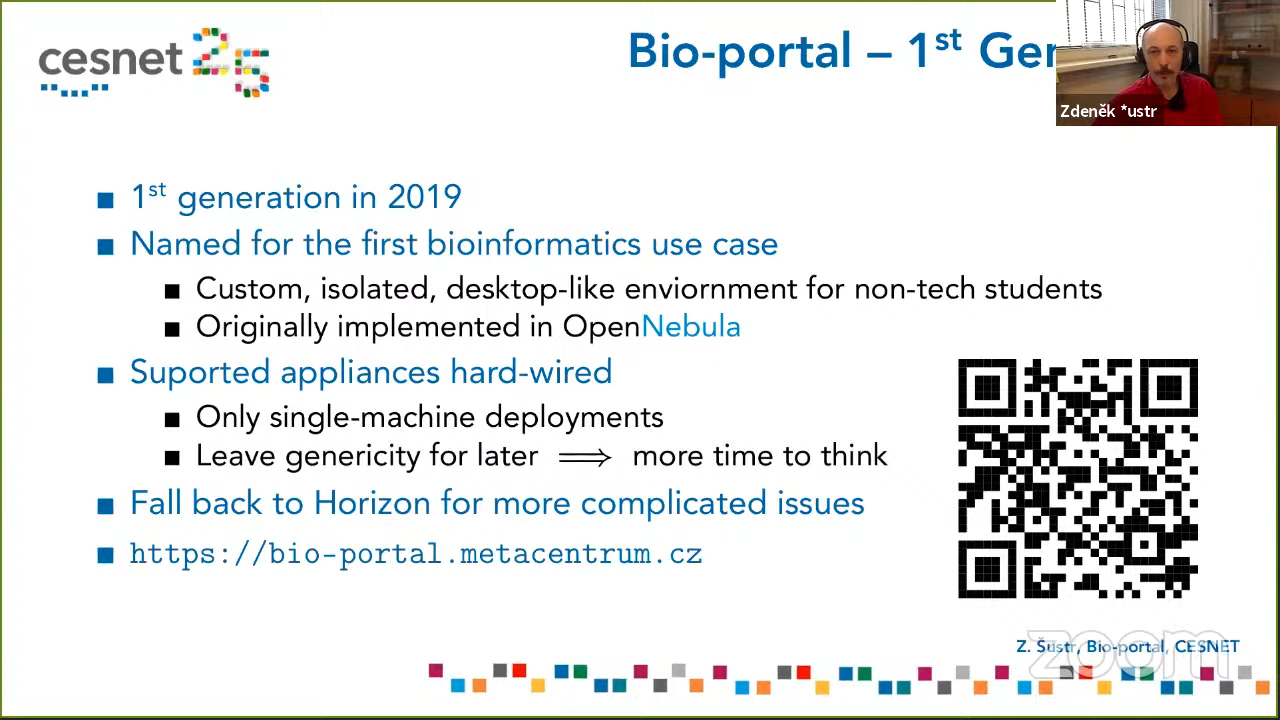 cesnet
Bio-portal – 1st Ge
Zdeněk *ustr
1st generation in 2019
Named for the first bioinformatics use case
Custom, isolated, desktop-like enviornment for non-tech students
Originally implemented in OpenNebula
Suported appliances hard-wired
Only single-machine deployments
Leave genericity for later ⟹ more time to think
Fall back to Horizon for more complicated issues
https://bio-portal.metacentrum.cz
Z. Šustr, Bio-portal, CESNET
zoom